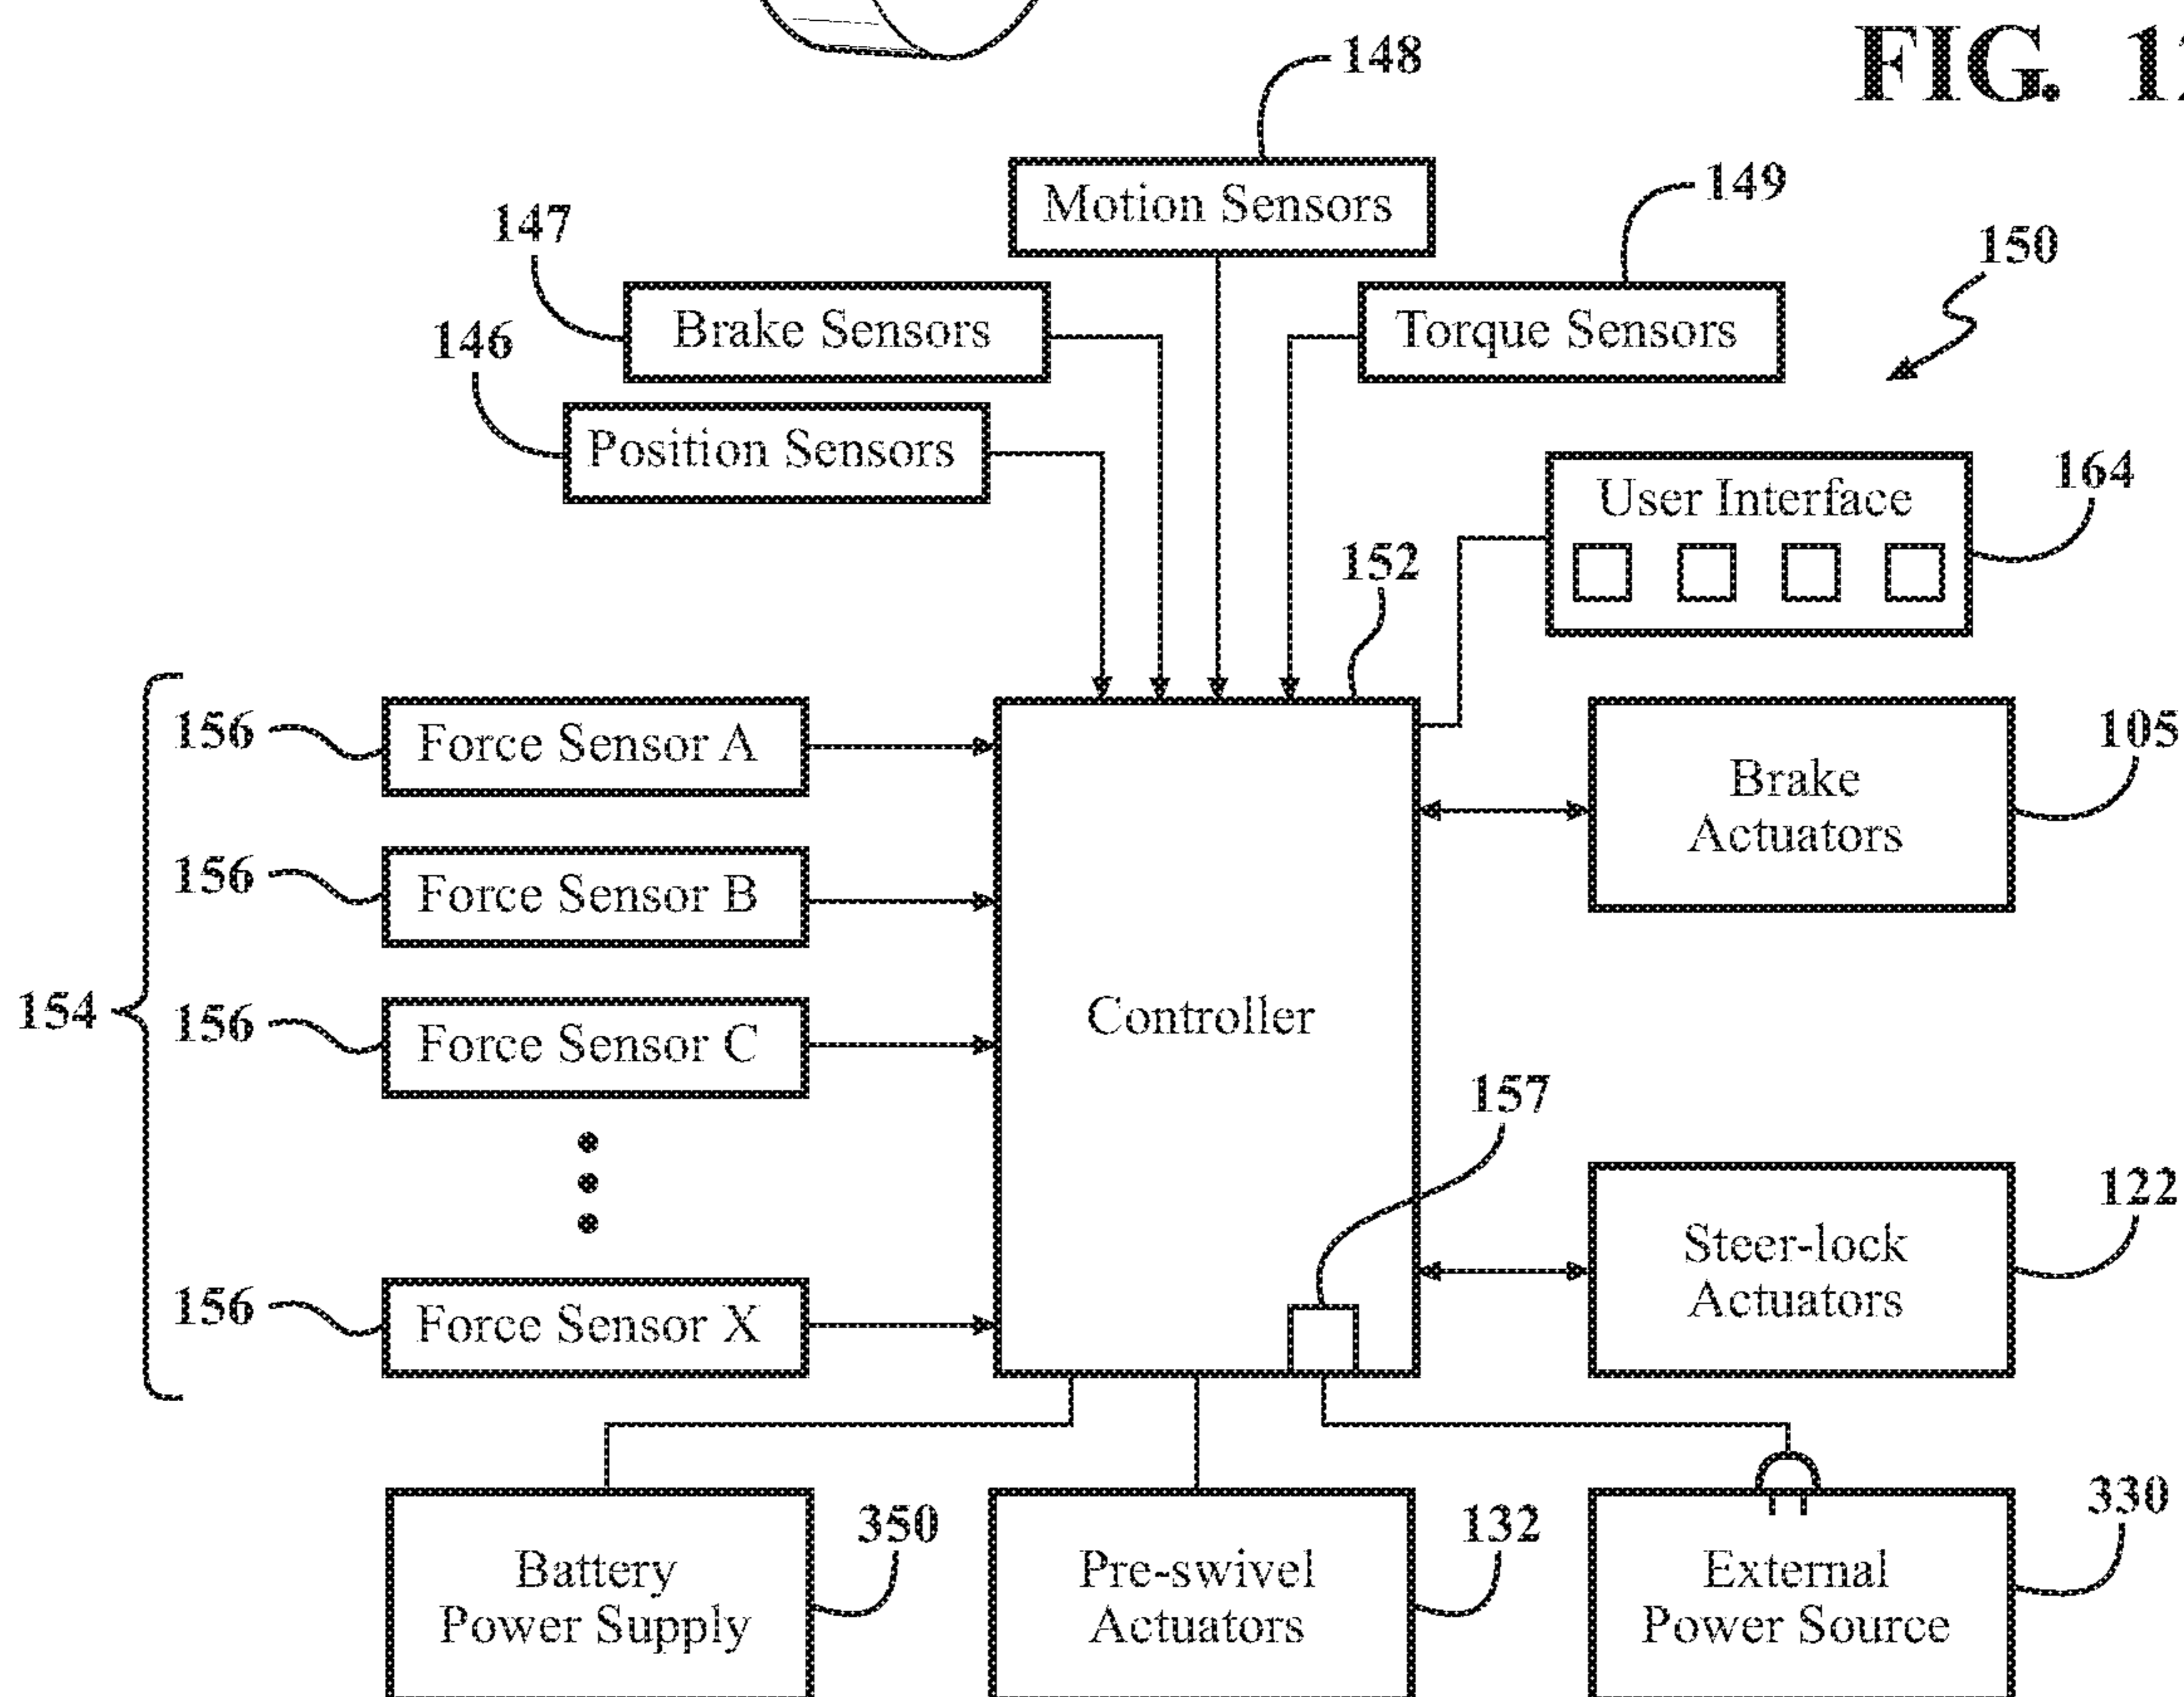 FIG. 12
148
Motion Sensors
149
147
150
Brake Sensors
Torque Sensors
146
Position Sensors
164
User Interface
152
156
Force Sensor A
105
Brake
Actuators
156
Force Sensor B
154
156
Force Sensor C
Controller
157
122
Steer-lock
Actuators
156
Force Sensor X
350
132
330
Battery
Power Supply
Pre-swivel
Actuators
External
Power Source